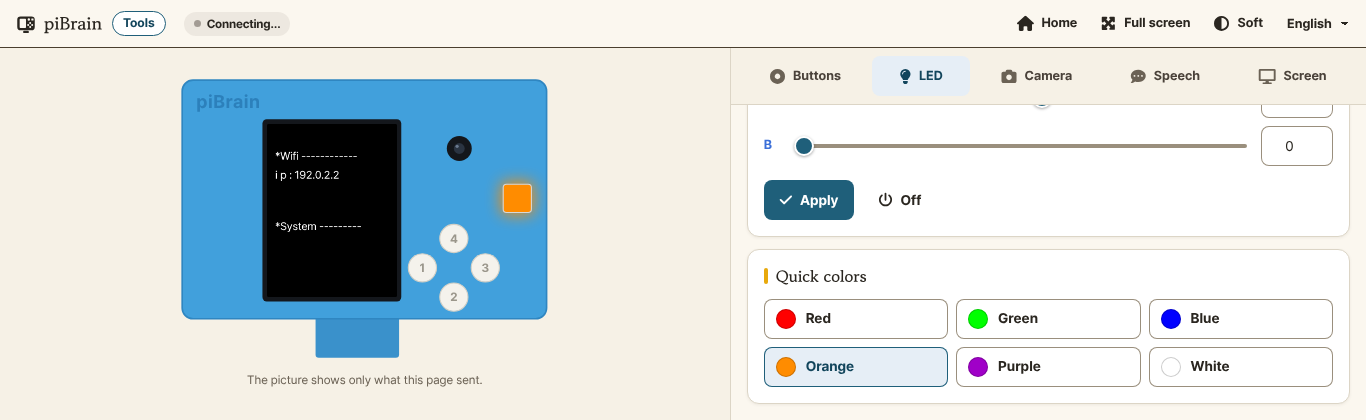 piBrain
Tools
Connecting...
Home
Full screen
Soft
English
piBrain
*Wifi ------------
i p : 192.0.2.2
*System ---------
4
1
3
2
The picture shows only what this page sent.
Buttons
LED
Camera
Speech
Screen
B
0
Apply
Off
Quick colors
Red
Green
Blue
Orange
Purple
White